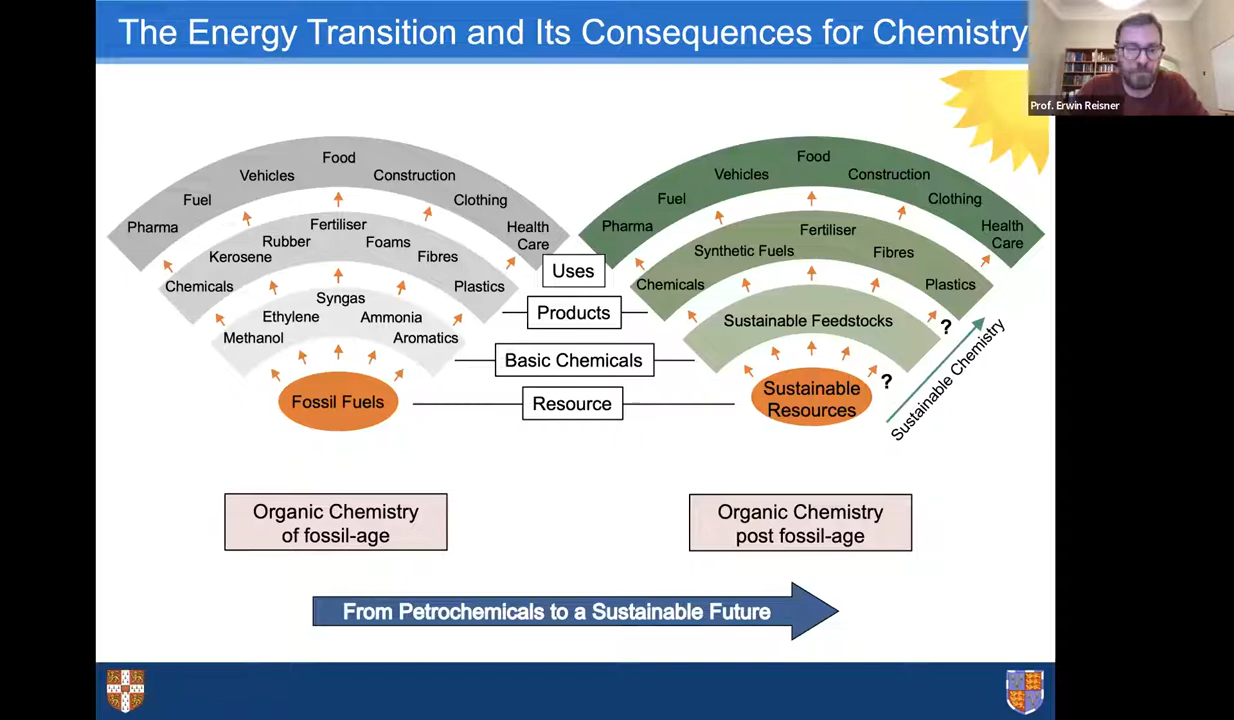 The Energy Transition and Its Consequences for Chemistry
Prof. Erwin Reisner
Food
Vehicles
Construction
Fuel
Clothing
Pharma
Health
Care
Fertiliser
Rubber
Foams
Kerosene
Fibres
Chemicals
Plastics
Syngas
Ethylene
Ammonia
Methanol
Aromatics
Fossil Fuels
Uses
Products
Basic Chemicals
Resource
Food
Vehicles
Construction
Fuel
Clothing
Pharma
Health
Care
Fertiliser
Synthetic Fuels
Fibres
Chemicals
Plastics
Sustainable Feedstocks
?
Sustainable
Resources
?
Sustainable Chemistry
Organic Chemistry
of fossil-age
Organic Chemistry
post fossil-age
From Petrochemicals to a Sustainable Future